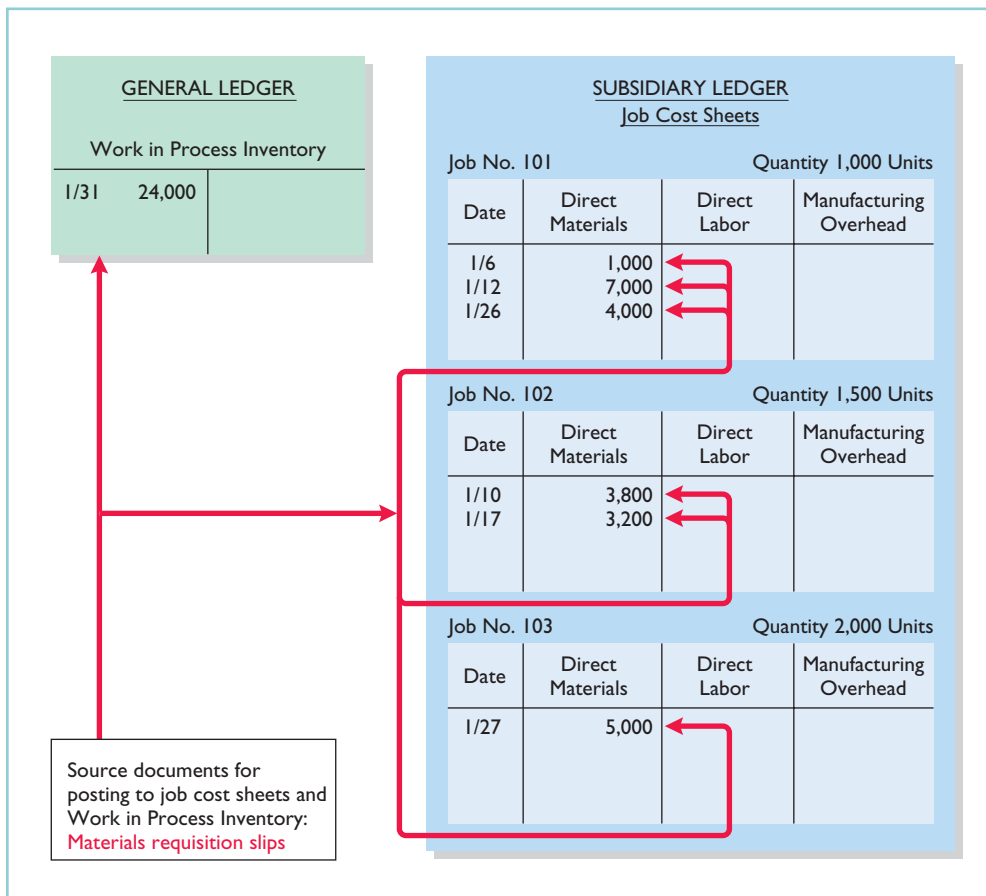 GENERAL LEDGER
Work in Process Inventory
1/31 24,000
SUBSIDIARY LEDGER
Job Cost Sheets
Job No. 101 Quantity 1,000 Units
Date Direct Materials Direct Labor Manufacturing Overhead
1/6 1,000
1/12 7,000
1/26 4,000
Job No. 102 Quantity 1,500 Units
Date Direct Materials Direct Labor Manufacturing Overhead
1/10 3,800
1/17 3,200
Job No. 103 Quantity 2,000 Units
Date Direct Materials Direct Labor Manufacturing Overhead
1/27 5,000
Source documents for
posting to job cost sheets and
Work in Process Inventory:
Materials requisition slips